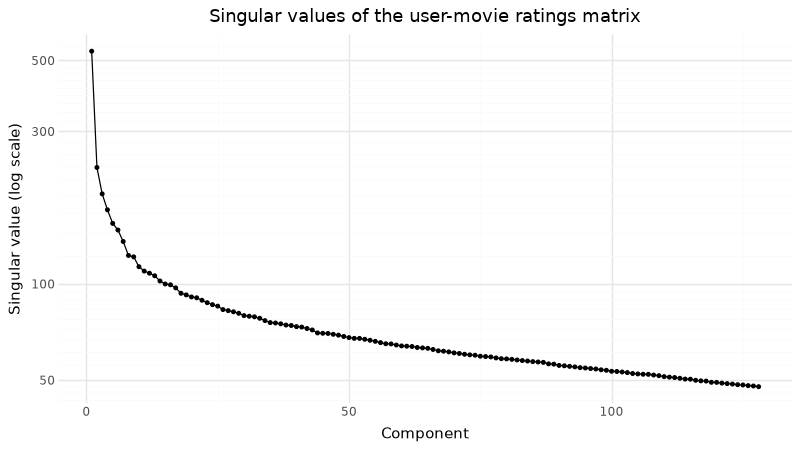 Singular values of the user-movie ratings matrix
Singular value (log scale)
500
300
100
50
0
50
100
Component